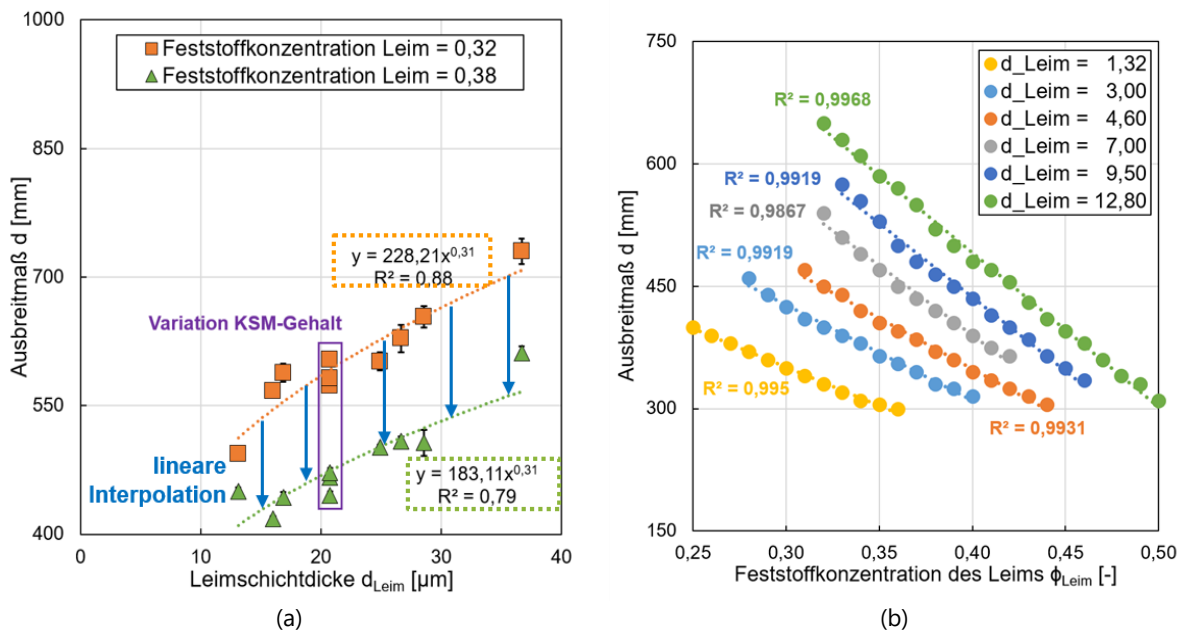 1000
850
700
550
400
0
10
20
30
40
Ausbreitmaß d [mm]
Leimschichtdicke d_Leim [µm]
Feststoffkonzentration Leim = 0,32
Feststoffkonzentration Leim = 0,38
y = 228,21x^0,31
R² = 0,88
Variation KSM-Gehalt
lineare
Interpolation
y = 183,11x^0,31
R² = 0,79
(a)
750
600
450
300
150
0,25
0,30
0,35
0,40
0,45
0,50
Ausbreitmaß d [mm]
Feststoffkonzentration des Leims ϕ_Leim [-]
d_Leim = 1,32
d_Leim = 3,00
d_Leim = 4,60
d_Leim = 7,00
d_Leim = 9,50
d_Leim = 12,80
R² = 0,9968
R² = 0,9919
R² = 0,9867
R² = 0,9919
R² = 0,995
R² = 0,9931
(b)